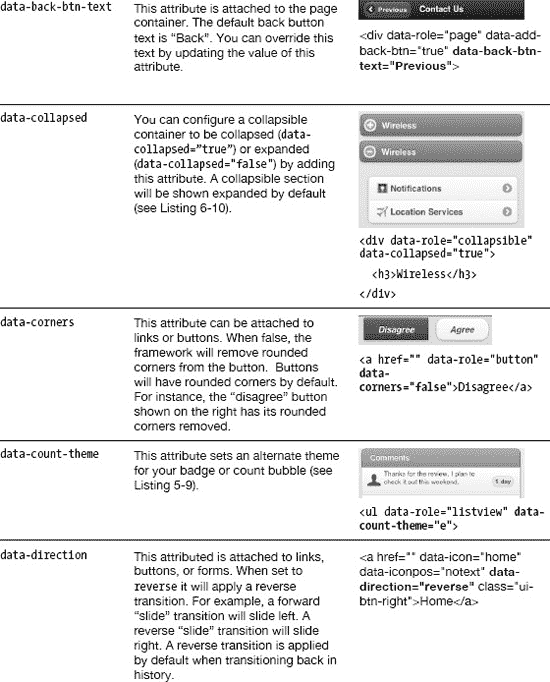 data-back-btn-text
This attribute is attached to the page
container. The default back button
text is “Back”. You can override this
text by updating the value of this
attribute.
Previous Contact Us
<div data-role="page" data-add-
back-btn="true" data-back-btn-
text="Previous">
data-collapsed
You can configure a collapsible
container to be collapsed (data-
collapsed=”true”) or expanded
(data-collapsed="false") by adding
this attribute. A collapsible section
will be shown expanded by default
(see Listing 6-10).
Wireless
Wireless
Notifications
Location Services
<div data-role="collapsible"
data-collapsed="true">
<h3>Wireless</h3>
</div>
data-corners
This attribute can be attached to
links or buttons. When false, the
framework will remove rounded
corners from the button. Buttons
will have rounded corners by default.
For instance, the “disagree” button
shown on the right has its rounded
corners removed.
Disagree Agree
<a href="" data-role="button"
data-
corners="false">Disagree</a>
data-count-theme
This attribute sets an alternate theme
for your badge or count bubble (see
Listing 5-9).
Comments
Thanks for the review. I plan to
check it out this weekend.
1 day
<ul data-role="listview" data-
count-theme="e">
data-direction
This attributed is attached to links,
buttons, or forms. When set to
reverse it will apply a reverse
transition. For example, a forward
“slide” transition will slide left. A
reverse “slide” transition will slide
right. A reverse transition is applied
by default when transitioning back in
history.
<a href="" data-icon="home"
data-iconpos="notext" data-
direction="reverse" class="ui-
btn-right">Home</a>